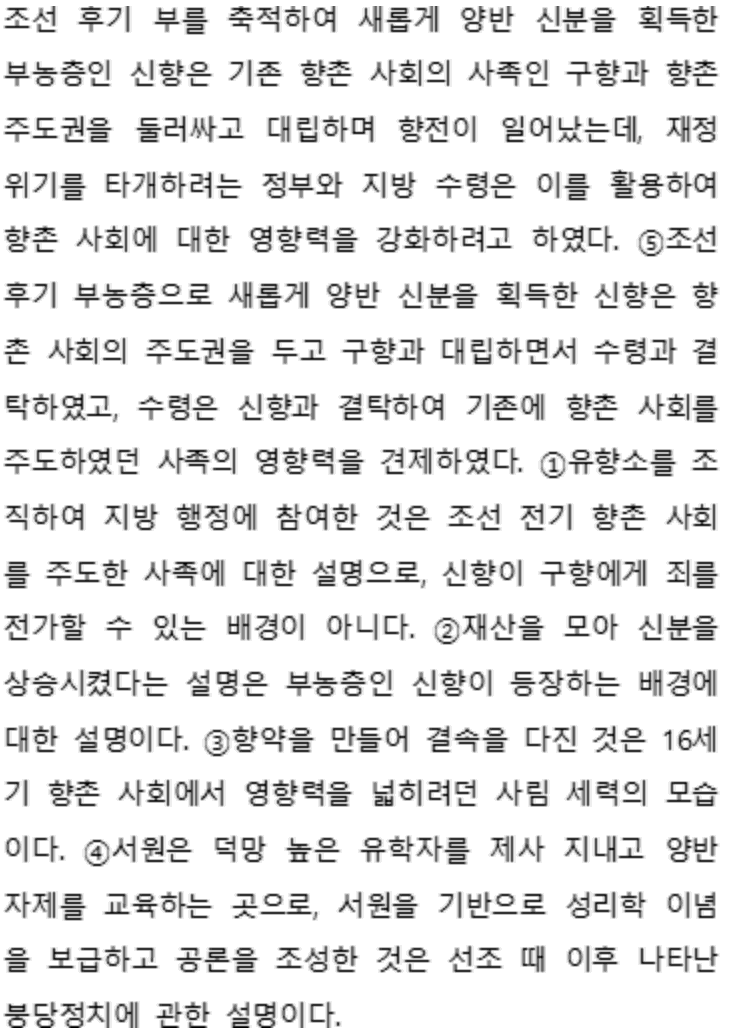 조선 후기 부를 축적하여 새롭게 양반 신분을 획득한
부농층인 신향은 기존 향촌 사회의 사족인 구향과 향촌
주도권을 둘러싸고 대립하며 향전이 일어났는데, 재정
위기를 타개하려는 정부와 지방 수령은 이를 활용하여
향촌 사회에 대한 영향력을 강화하려고 하였다. ⑤조선
후기 부농층으로 새롭게 양반 신분을 획득한 신향은 향
촌 사회의 주도권을 두고 구향과 대립하면서 수령과 결
탁하였고, 수령은 신향과 결탁하여 기존에 향촌 사회를
주도하였던 사족의 영향력을 견제하였다. ①유향소를 조
직하여 지방 행정에 참여한 것은 조선 전기 향촌 사회
를 주도한 사족에 대한 설명으로, 신향이 구향에게 죄를
전가할 수 있는 배경이 아니다. ②재산을 모아 신분을
상승시켰다는 설명은 부농층인 신향이 등장하는 배경에
대한 설명이다. ③향약을 만들어 결속을 다진 것은 16세
기 향촌 사회에서 영향력을 넓히려던 사림 세력의 모습
이다. ④서원은 덕망 높은 유학자를 제사 지내고 양반
자제를 교육하는 곳으로, 서원을 기반으로 성리학 이념
을 보급하고 공론을 조성한 것은 선조 때 이후 나타난
붕당정치에 관한 설명이다.